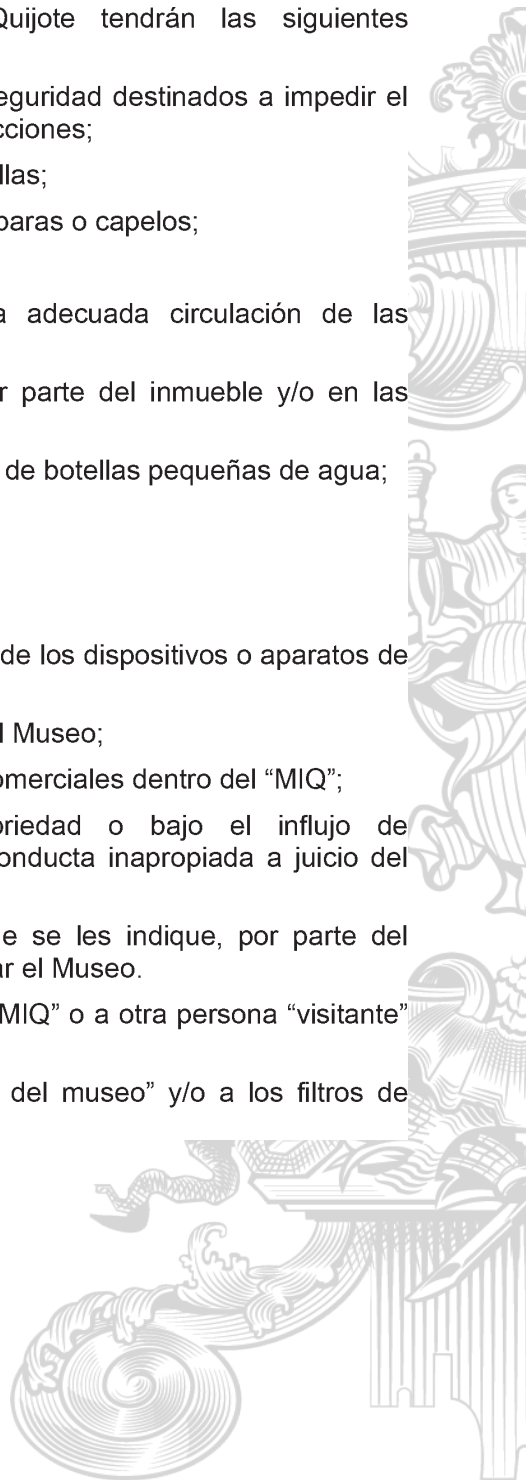 Quijote tendrán las siguientes
eguridad destinados a impedir el
cciones;
llas;
paras o capelos;
a adecuada circulación de las
r parte del inmueble y/o en las
de botellas pequeñas de agua;
de los dispositivos o aparatos de
l Museo;
omerciales dentro del “MIQ”;
oriedad o bajo el influjo de
onducta inapropiada a juicio del
e se les indique, por parte del
ar el Museo.
MIQ” o a otra persona “visitante”
del museo” y/o a los filtros de